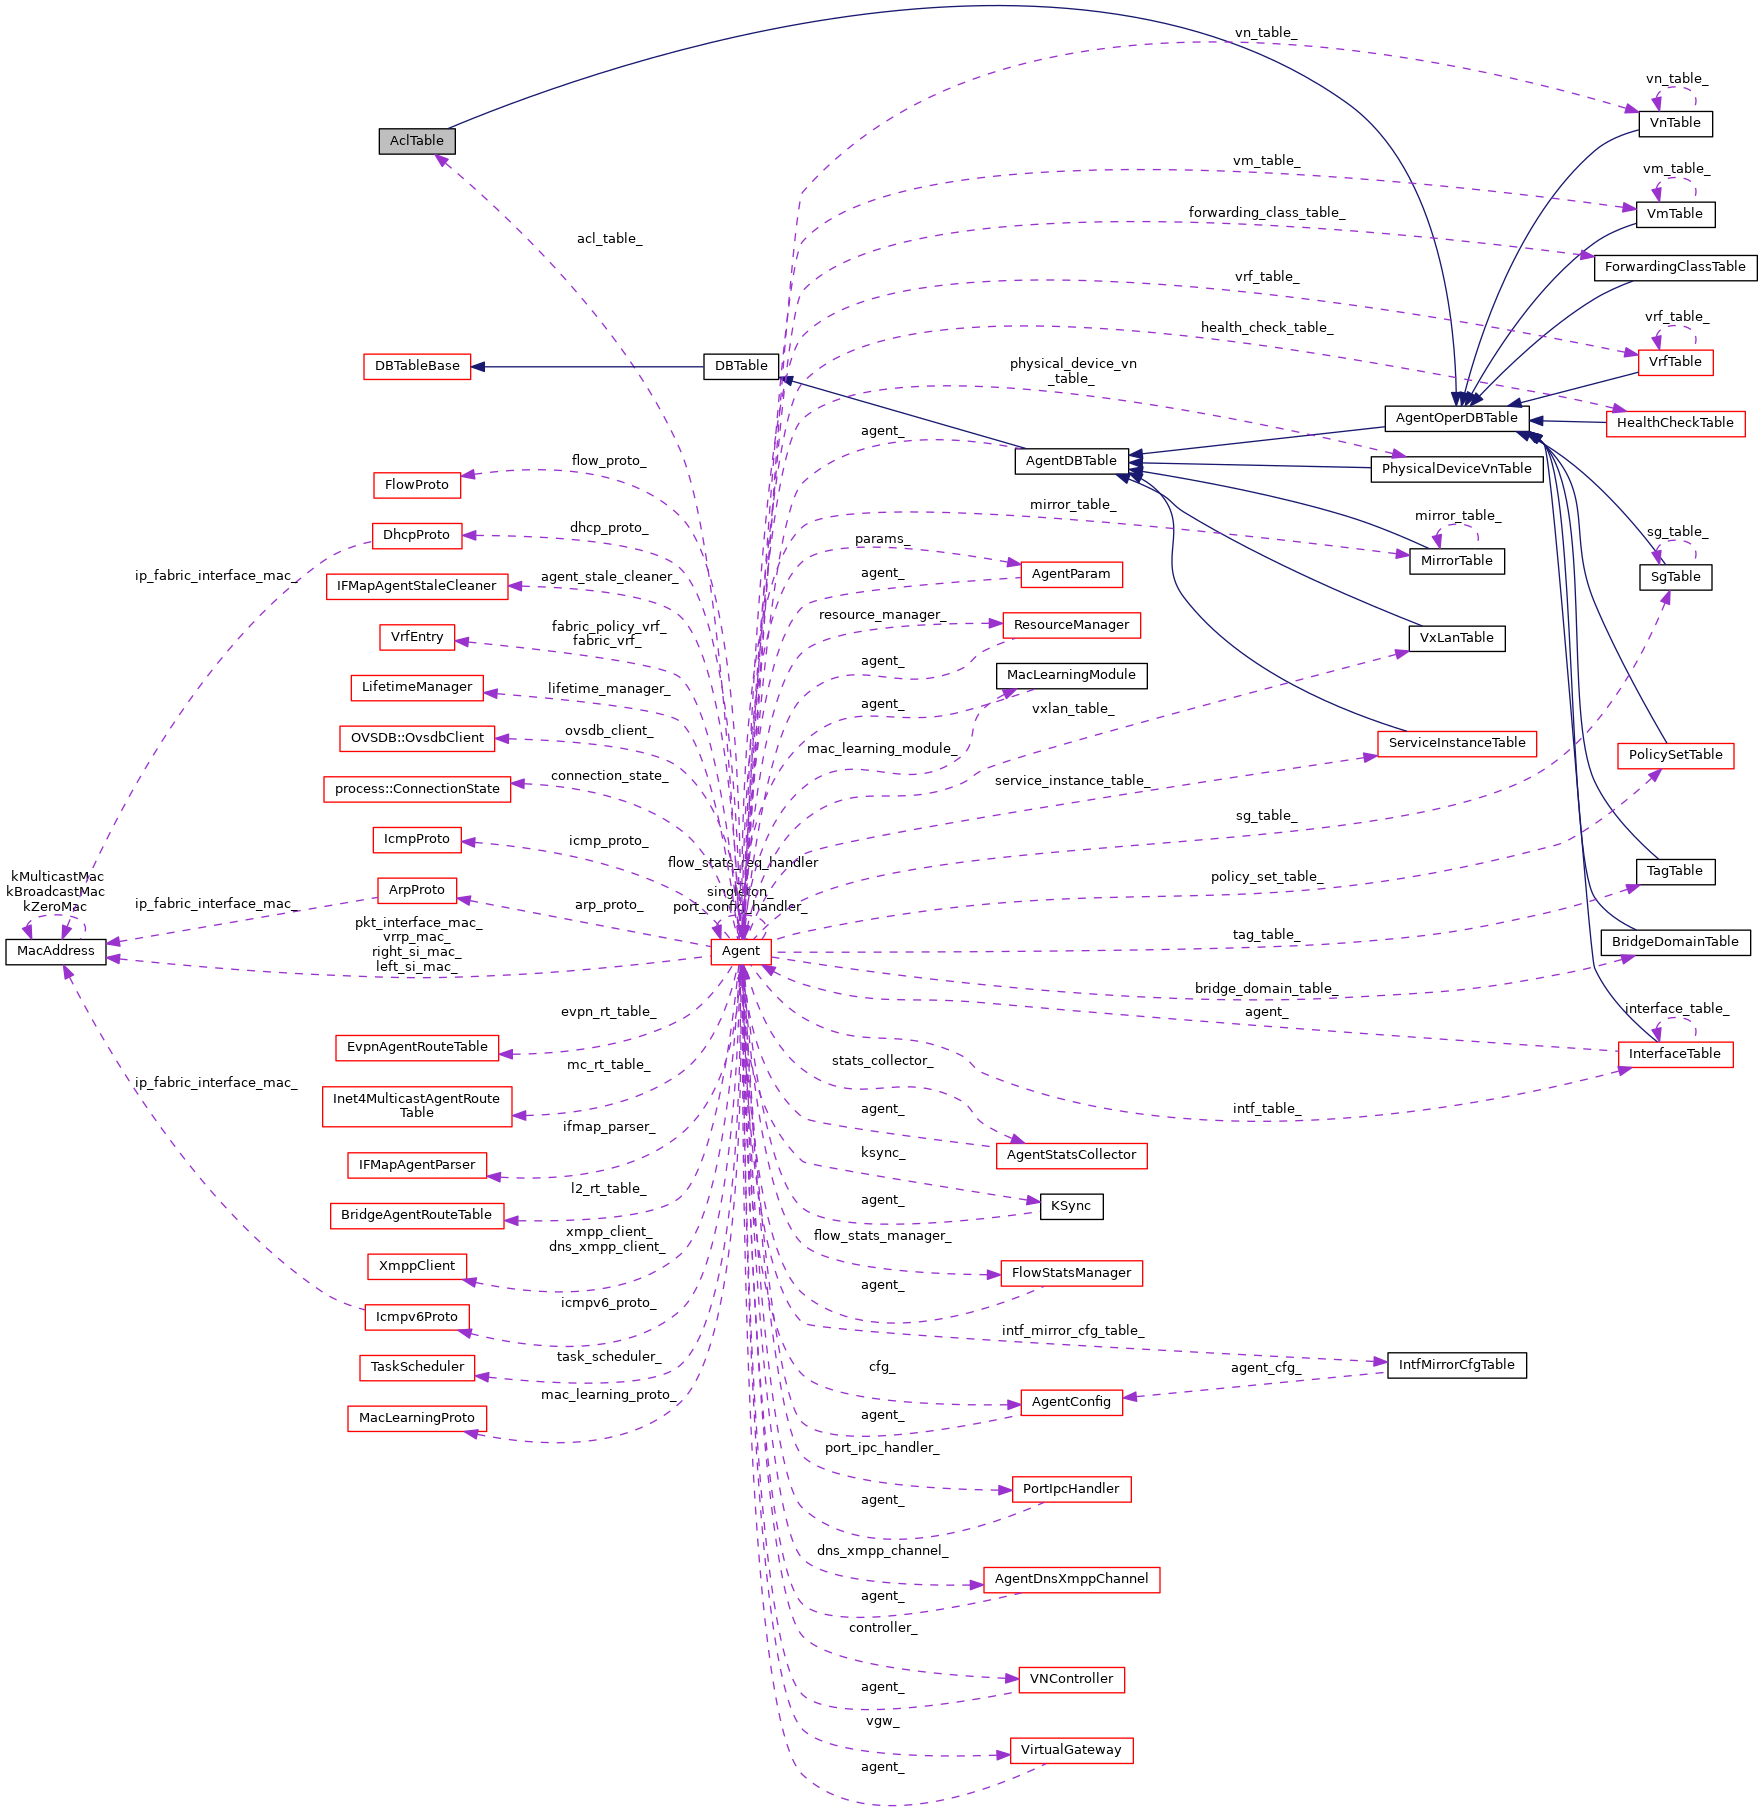 vn_table_
vn_table_
AclTable
VnTable
vm_table_
vm_table_
forwarding_class_table_
VmTable
acl_table_
ForwardingClassTable
vrf_table_
vrf_table_
health_check_table_
physical_device_vn
_table_
DBTableBase
DBTable
VrfTable
AgentOperDBTable
HealthCheckTable
agent_
flow_proto_
AgentDBTable
PhysicalDeviceVnTable
FlowProto
mirror_table_
mirror_table_
dhcp_proto_
DhcpProto
params_
sg_table_
MirrorTable
ip_fabric_interface_mac_
agent_stale_cleaner_
IFMapAgentStaleCleaner
agent_
AgentParam
SgTable
resource_manager_
ResourceManager
fabric_policy_vrf_
fabric_vrf_
VrfEntry
VxLanTable
agent_
MacLearningModule
lifetime_manager_
LifetimeManager
agent_
vxlan_table_
ovsdb_client_
OVSDB::OvsdbClient
mac_learning_module_
ServiceInstanceTable
PolicySetTable
connection_state_
process::ConnectionState
service_instance_table_
sg_table_
icmp_proto_
IcmpProto
flow_stats_req_handler
singleton_
port_config_handler_
TagTable
kMulticastMac
kBroadcastMac
kZeroMac
policy_set_table_
ArpProto
ip_fabric_interface_mac_
arp_proto_
pkt_interface_mac_
vrrp_mac_
right_si_mac_
left_si_mac_
tag_table_
BridgeDomainTable
MacAddress
Agent
bridge_domain_table_
evpn_rt_table_
agent_
interface_table_
EvpnAgentRouteTable
InterfaceTable
mc_rt_table_
stats_collector_
ip_fabric_interface_mac_
Inet4MulticastAgentRoute
Table
agent_
intf_table_
ifmap_parser_
IFMapAgentParser
ksync_
AgentStatsCollector
l2_rt_table_
agent_
KSync
BridgeAgentRouteTable
xmpp_client_
dns_xmpp_client_
flow_stats_manager_
XmppClient
agent_
FlowStatsManager
icmpv6_proto_
Icmpv6Proto
intf_mirror_cfg_table_
task_scheduler_
TaskScheduler
cfg_
agent_cfg_
IntfMirrorCfgTable
mac_learning_proto_
MacLearningProto
agent_
AgentConfig
port_ipc_handler_
agent_
PortIpcHandler
dns_xmpp_channel_
agent_
AgentDnsXmppChannel
controller_
agent_
VNController
vgw_
agent_
VirtualGateway